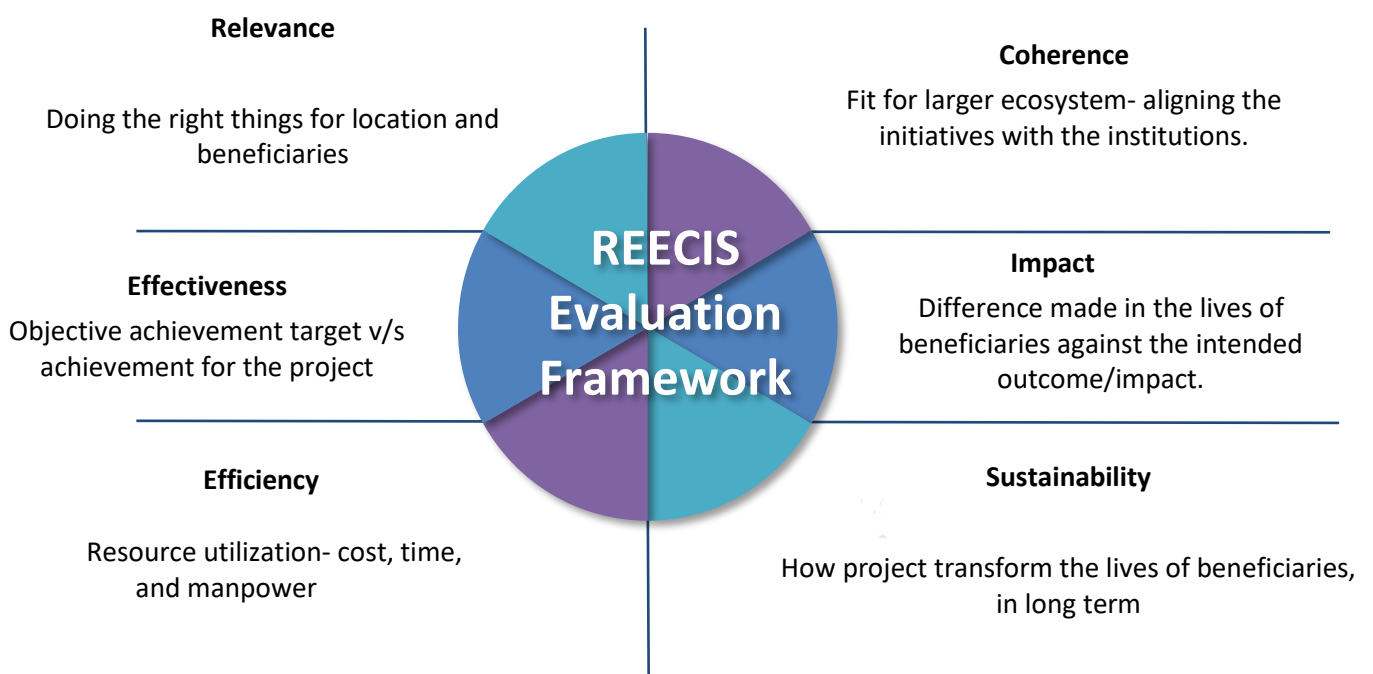 Relevance
Doing the right things for location and
beneficiaries
Effectiveness
Objective achievement target v/s
achievement for the project
Efficiency
Resource utilization- cost, time,
and manpower
REECIS
Evaluation
Framework
Coherence
Fit for larger ecosystem- aligning the
initiatives with the institutions.
Impact
Difference made in the lives of
beneficiaries against the intended
outcome/impact.
Sustainability
How project transform the lives of beneficiaries,
in long term